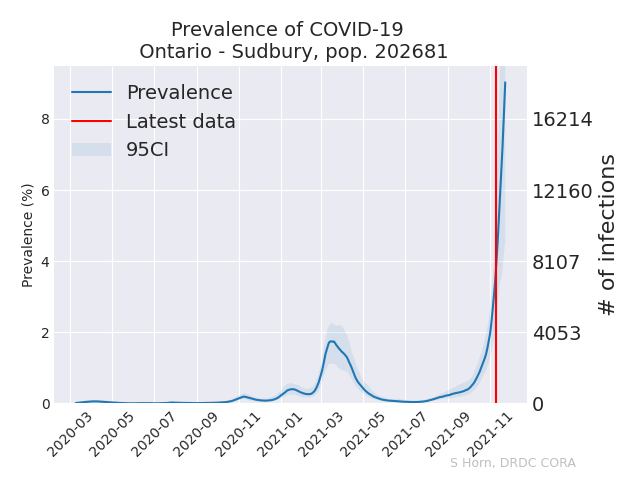 Prevalence of COVID-19
Ontario - Sudbury, pop. 202681
Prevalence
Latest data
95CI
Prevalence (%)
8
6
4
2
0
16214
12160
8107
4053
0
# of infections
2020-03
2020-05
2020-07
2020-09
2020-11
2021-01
2021-03
2021-05
2021-07
2021-09
2021-11
S Horn, DRDC CORA